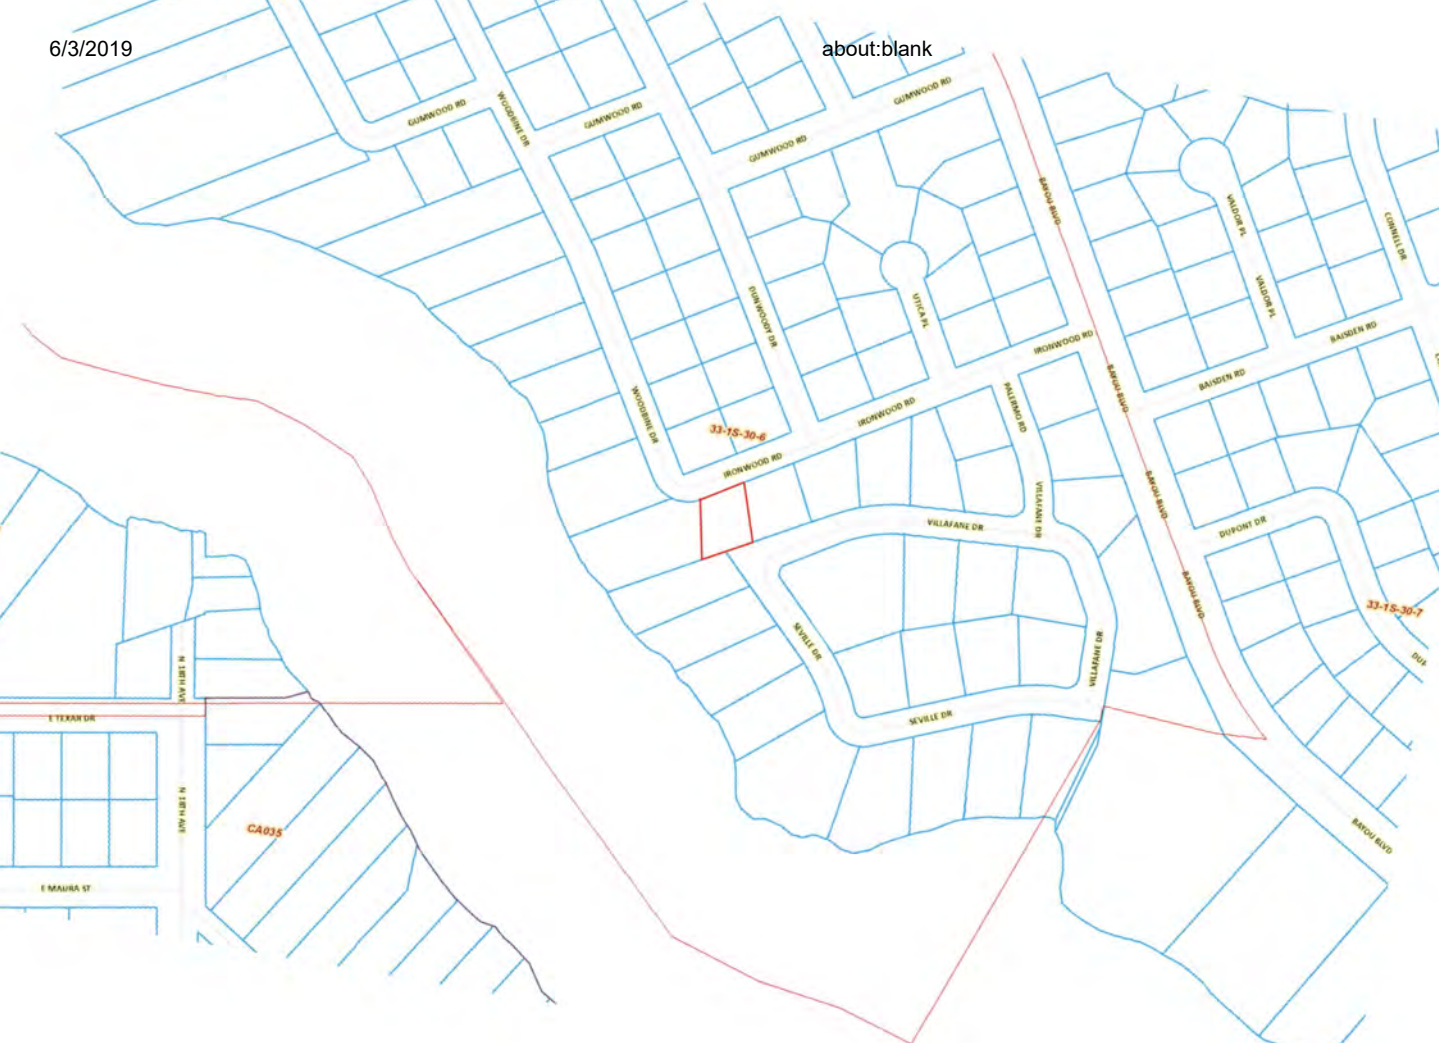 6/3/2019
about:blank
GUMWOOD RD
WOODBINE DR
GUMWOOD RD
GUMWOOD RD
GUMWOOD RD
BAYOU BLVD
VALDOR PL
CONNELL DR
VALDOR PL
DUNWOODY DR
UTICA PL
IRONWOOD RD
BAISDEN RD
BAISDEN RD
BAYOU BLVD
WOODBINE DR
PALERMO RD
IRONWOOD RD
33-1S-30-6
IRONWOOD RD
BAYOU BLVD
VILLAFANE DR
VILLAFANE DR
DUPONT DR
BAYOU BLVD
33-1S-30-7
SEVILLE DR
VILLAFANE DR
DU
N 18TH AVE
E TEXAR DR
SEVILLE DR
N 18TH AVE
CA035
BAYOU BLVD
E MAURA ST